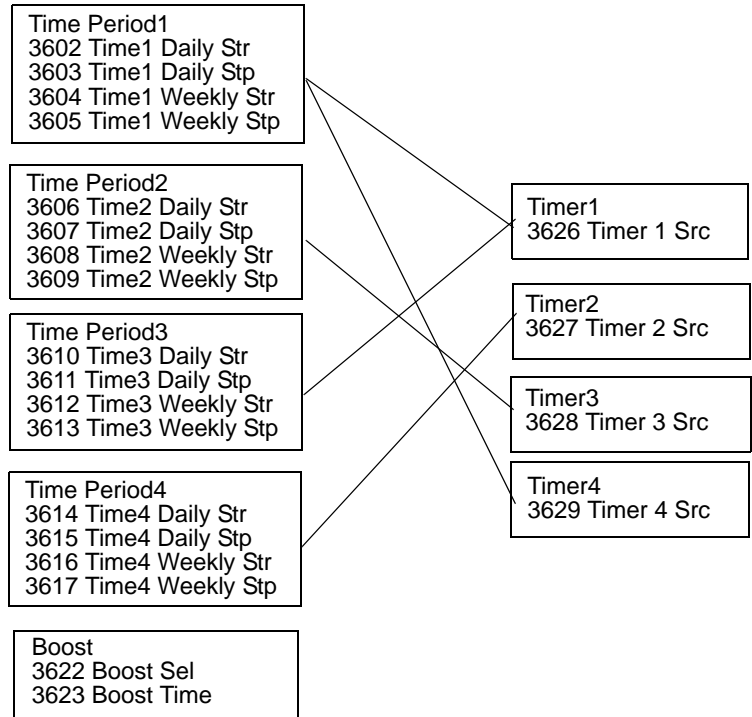 Time Period1
3602 Time1 Daily Str
3603 Time1 Daily Stp
3604 Time1 Weekly Str
3605 Time1 Weekly Stp
Time Period2
3606 Time2 Daily Str
3607 Time2 Daily Stp
3608 Time2 Weekly Str
3609 Time2 Weekly Stp
Time Period3
3610 Time3 Daily Str
3611 Time3 Daily Stp
3612 Time3 Weekly Str
3613 Time3 Weekly Stp
Time Period4
3614 Time4 Daily Str
3615 Time4 Daily Stp
3616 Time4 Weekly Str
3617 Time4 Weekly Stp
Boost
3622 Boost Sel
3623 Boost Time
Timer1
3626 Timer 1 Src
Timer2
3627 Timer 2 Src
Timer3
3628 Timer 3 Src
Timer4
3629 Timer 4 Src